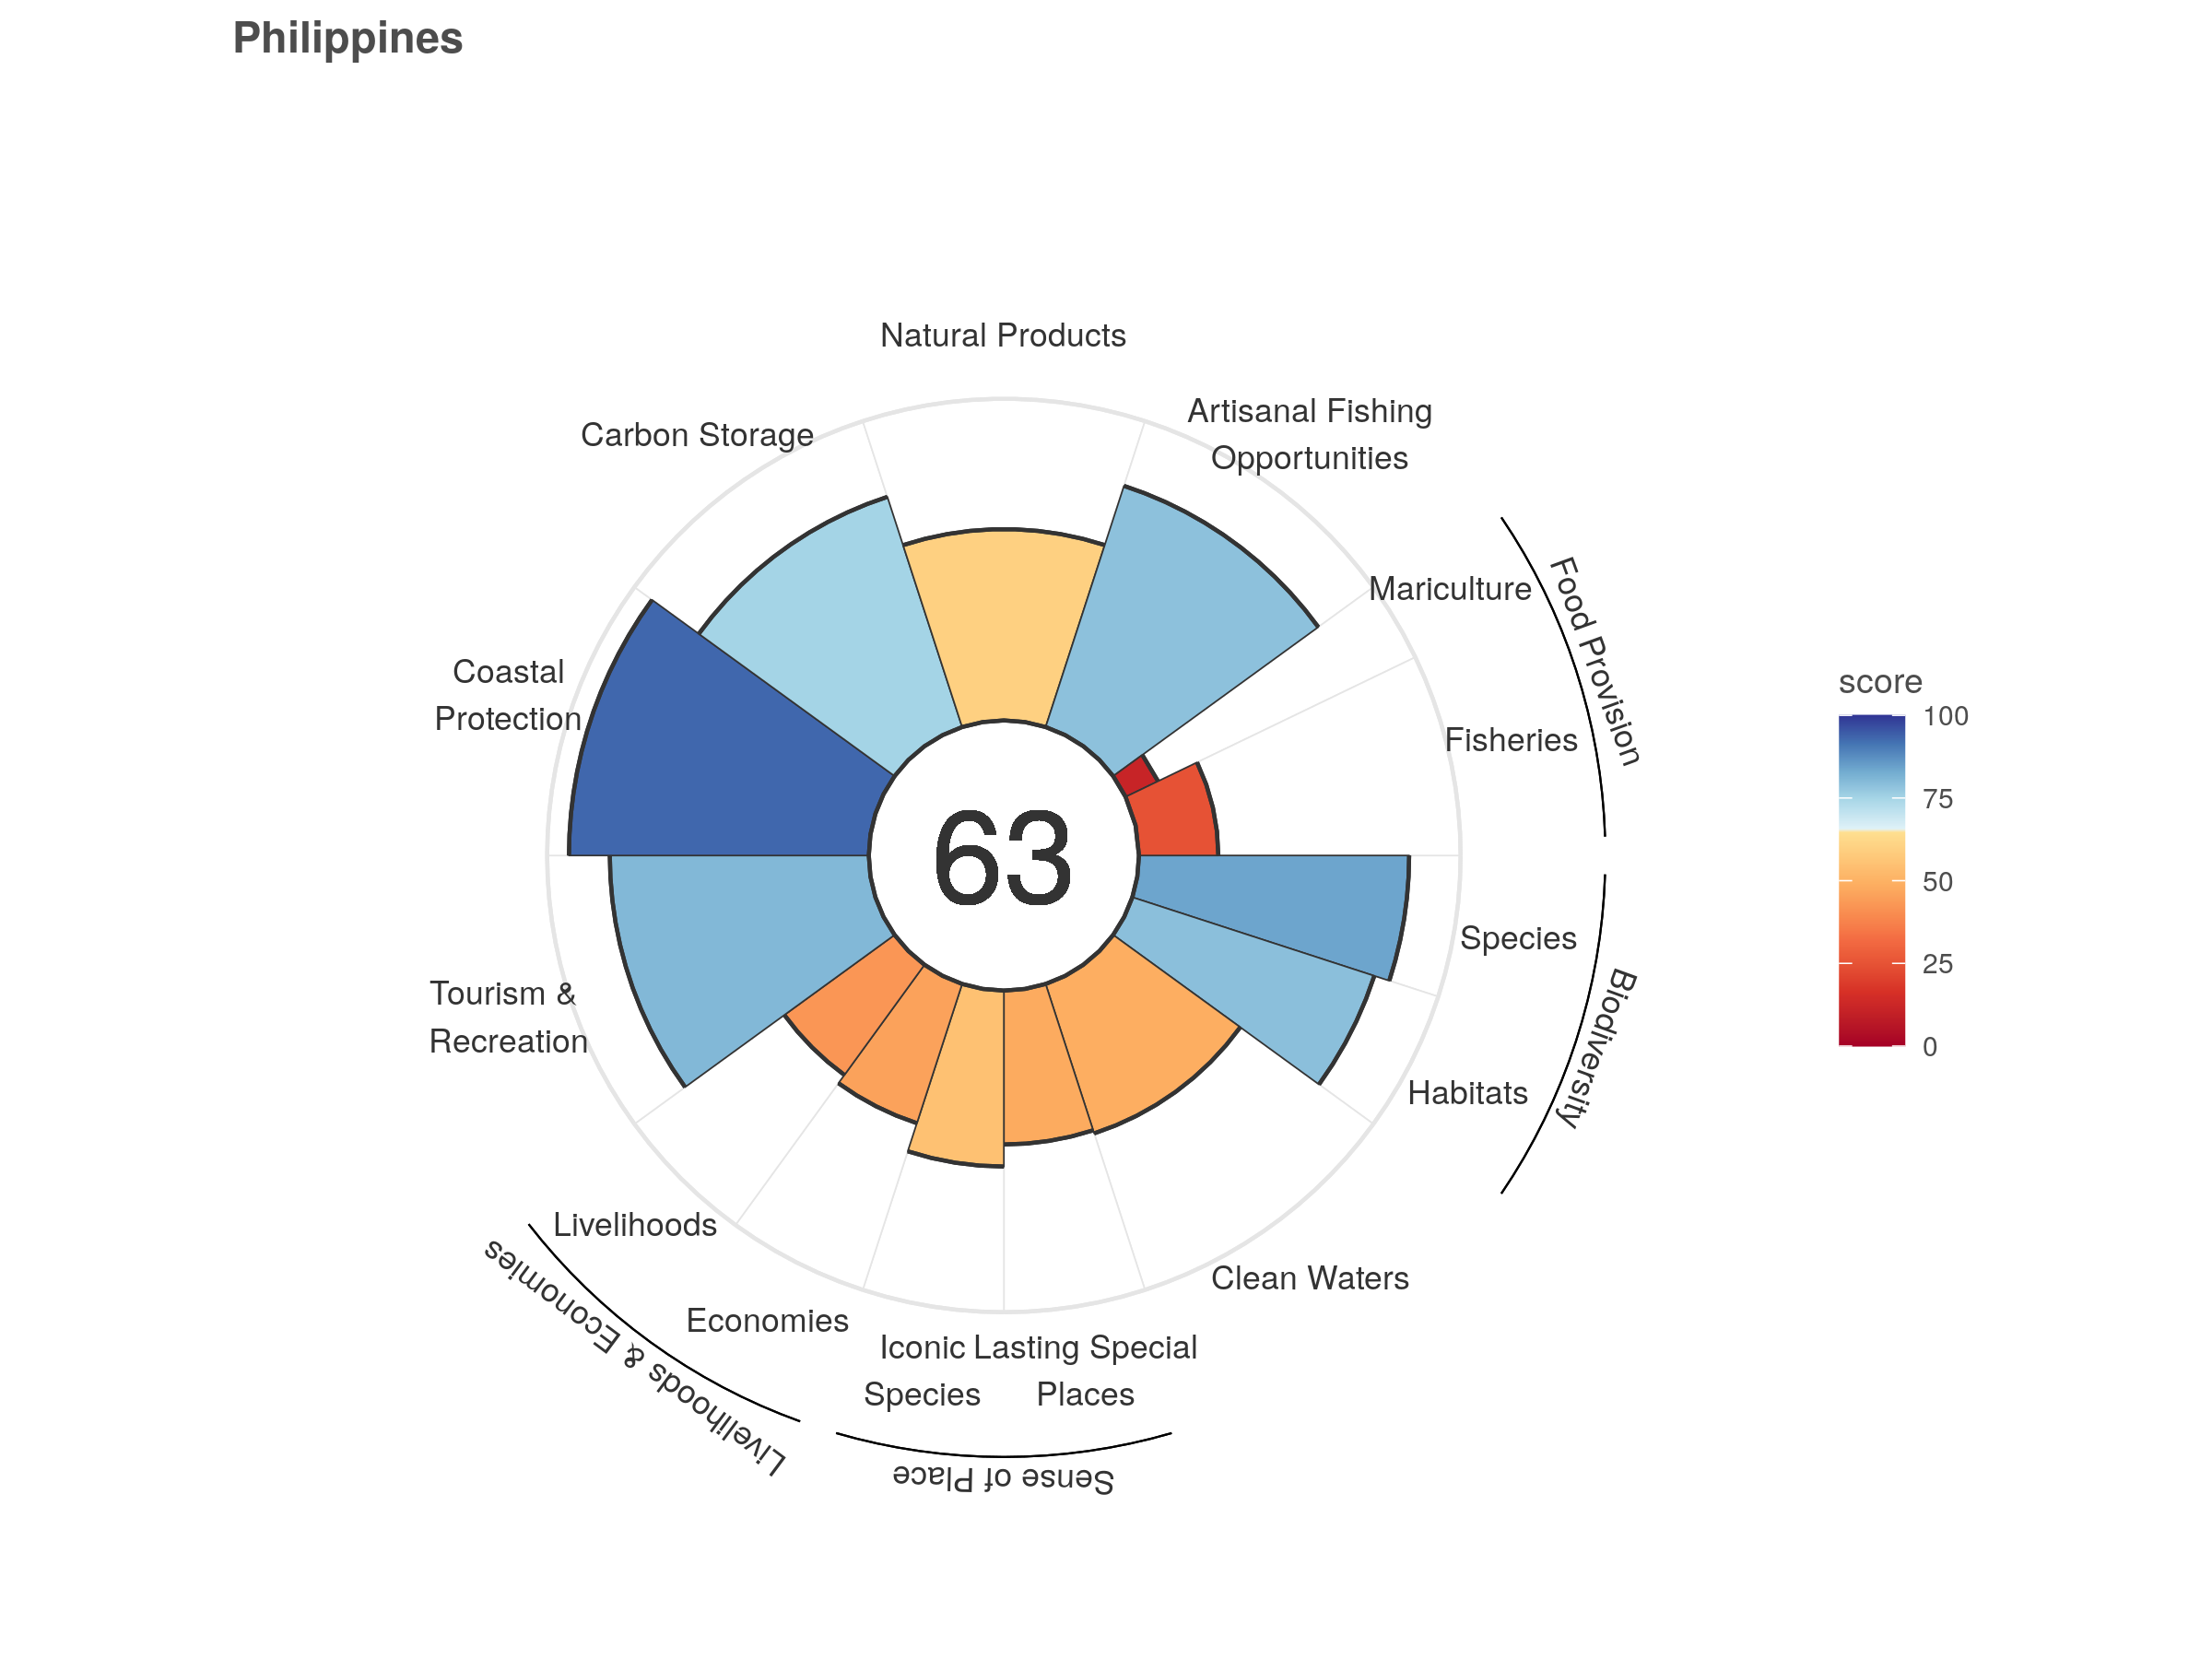 Philippines
Natural Products
Artisanal Fishing
Opportunities
Carbon Storage
Mariculture
Food Provision
Coastal
Protection
Fisheries
63
score
100
75
50
25
0
Species
Biodiversity
Tourism &
Recreation
Habitats
Livelihoods
Clean Waters
Economies
Livelihoods & Economies
Iconic
Species
Lasting Special
Places
Sense of Place